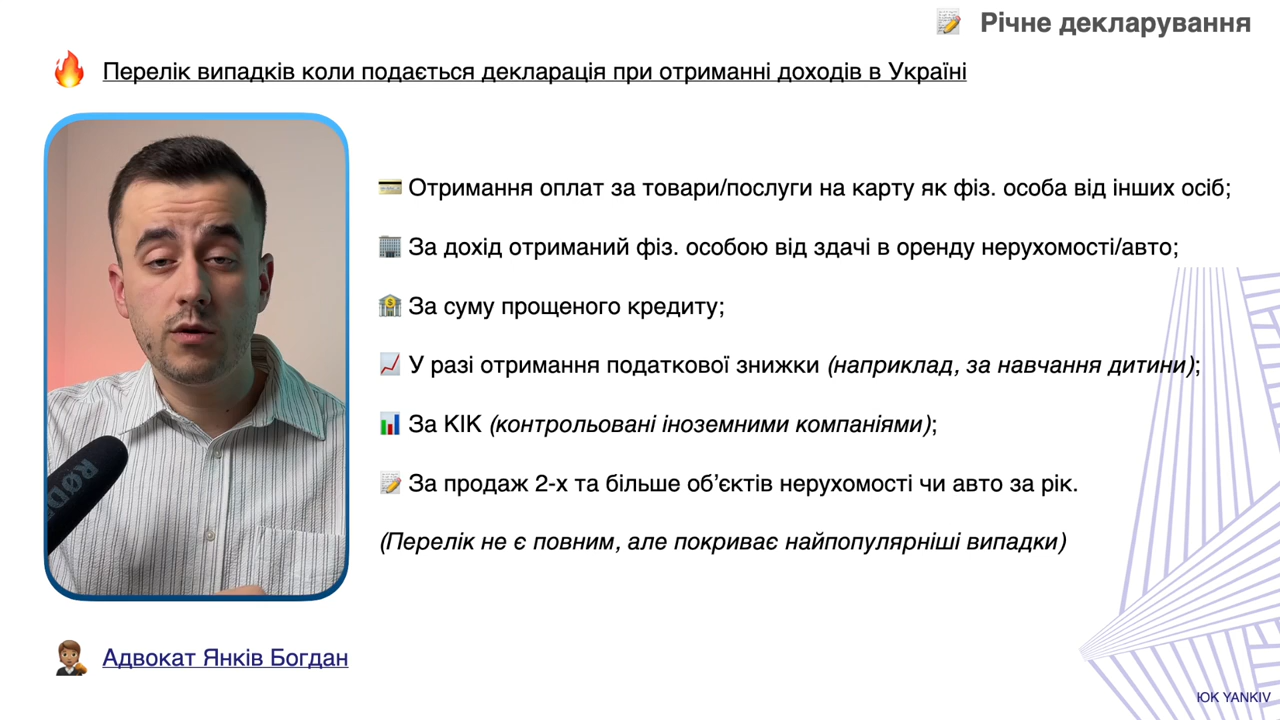 Річне декларування
Перелік випадків коли подається декларація при отриманні доходів в Україні
Отримання оплат за товари/послуги на карту як фіз. особа від інших осіб;
За дохід отриманий фіз. особою від здачі в оренду нерухомості/авто;
За суму прощеного кредиту;
У разі отримання податкової знижки (наприклад, за навчання дитини);
За КІК (контрольовані іноземними компаніями);
За продаж 2-х та більше об’єктів нерухомості чи авто за рік.
(Перелік не є повним, але покриває найпопулярніші випадки)
RØDE
Адвокат Янків Богдан
ЮК YANKIV